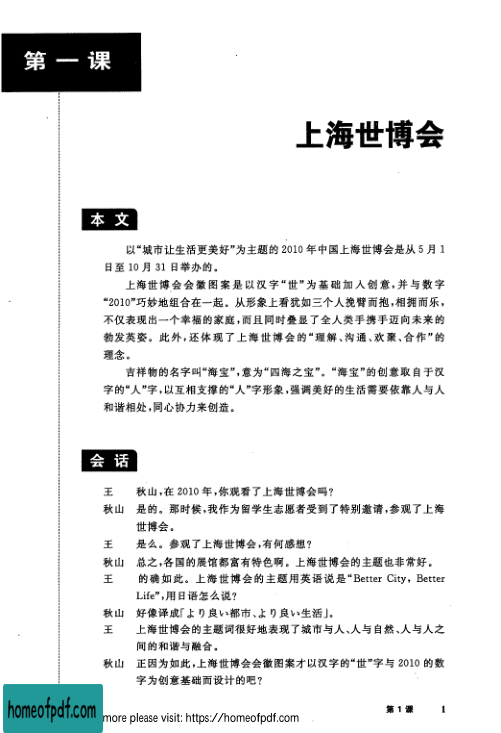 第一课
上海世博会
本文
以“城市让生活更美好”为主题的 2010 年中国上海世博会是从 5 月 1
日至 10 月 31 日举办的。
上海世博会会徽图案是以汉字“世”为基础加入创意,并与数字
“2010”巧妙地组合在一起。从形象上看犹如三个人挽臂而抱,相拥而乐,
不仅表现出一个幸福的家庭,而且同时叠显了全人类手携手迈向未来的
勃发英姿。此外,还体现了上海世博会的“理解、沟通、欢聚、合作”的
理念。
吉祥物的名字叫“海宝”,意为“四海之宝”。“海宝”的创意取自于汉
字的“人”字,以互相支撑的“人”字形象,强调美好的生活需要依靠人与人
和谐相处,同心协力来创造。
会话
王 秋山,在 2010 年,你观看了上海世博会吗?
秋山 是的。那时侯,我作为留学生志愿者受到了特别邀请,参观了上海
世博会。
王 是么。参观了上海世博会,有何感想?
秋山 总之,各国的展馆都富有特色啊。上海世博会的主题也非常好。
王 的确如此。上海世博会的主题用英语说是“Better City, Better
Life”,用日语怎么说?
秋山 好像译成「より良い都市、より良い生活」。
王 上海世博会的主题词很好地表现了城市与人、人与自然、人与人之
间的和谐与融合。
秋山 正因为如此,上海世博会会徽图案才以汉字的“世”字与 2010 的数
字为创意基础而设计的吧?
第 1 课 1
homeofpdf.com
more please visit: https://homeofpdf.com